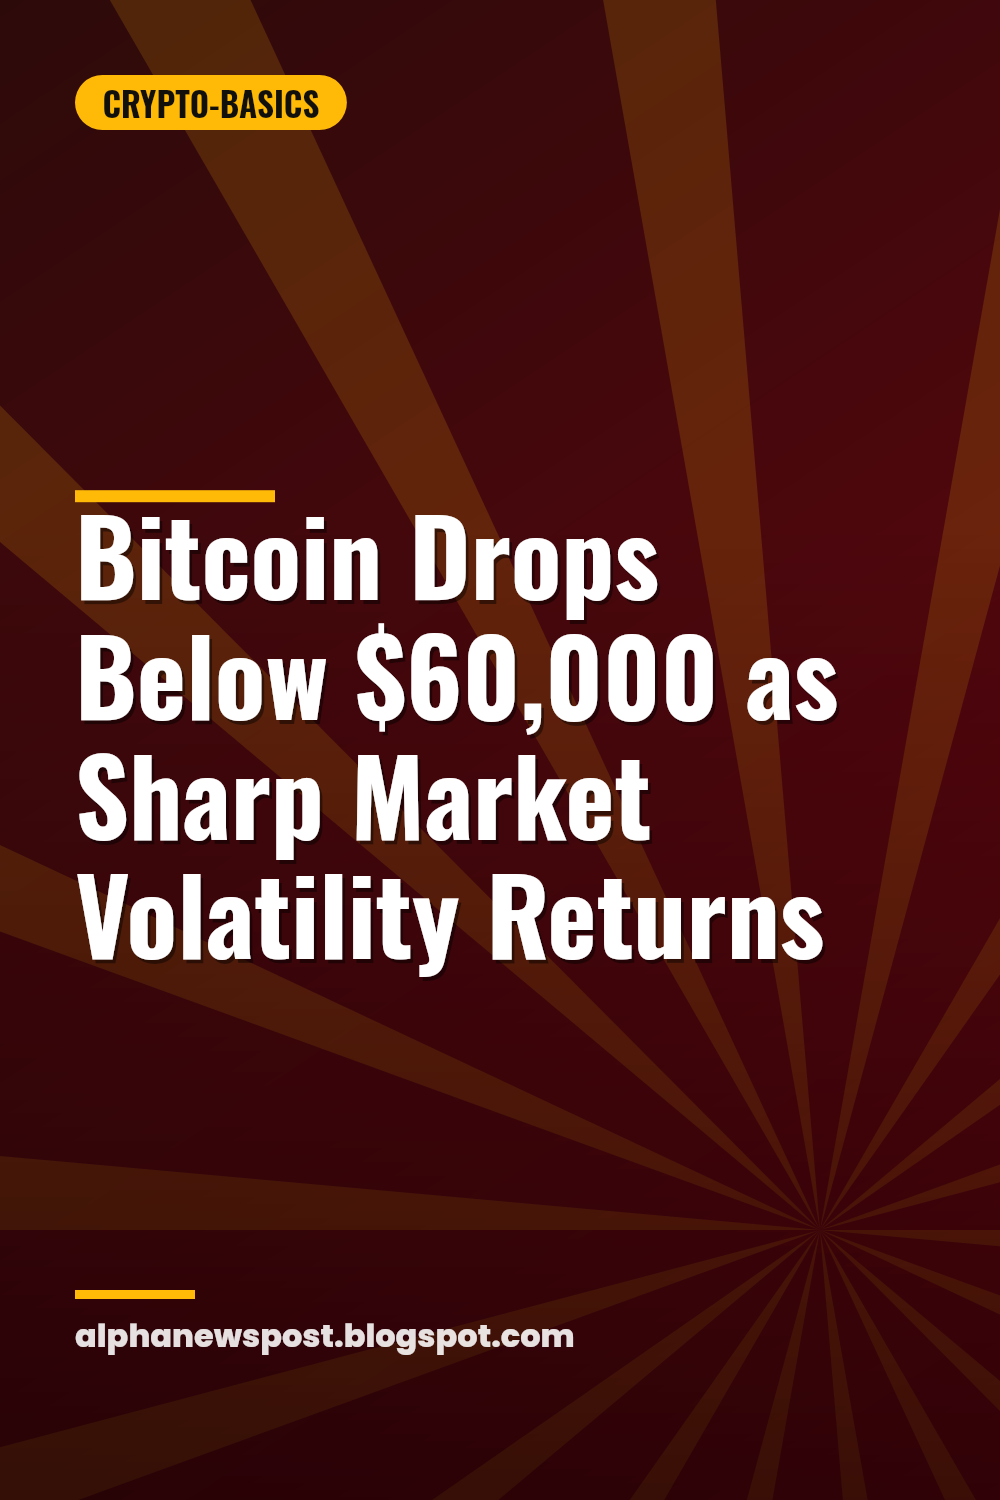 CRYPTO-BASICS
Bitcoin Drops
Below $60,000 as
Sharp Market
Volatility Returns
alphanewspost.blogspot.com